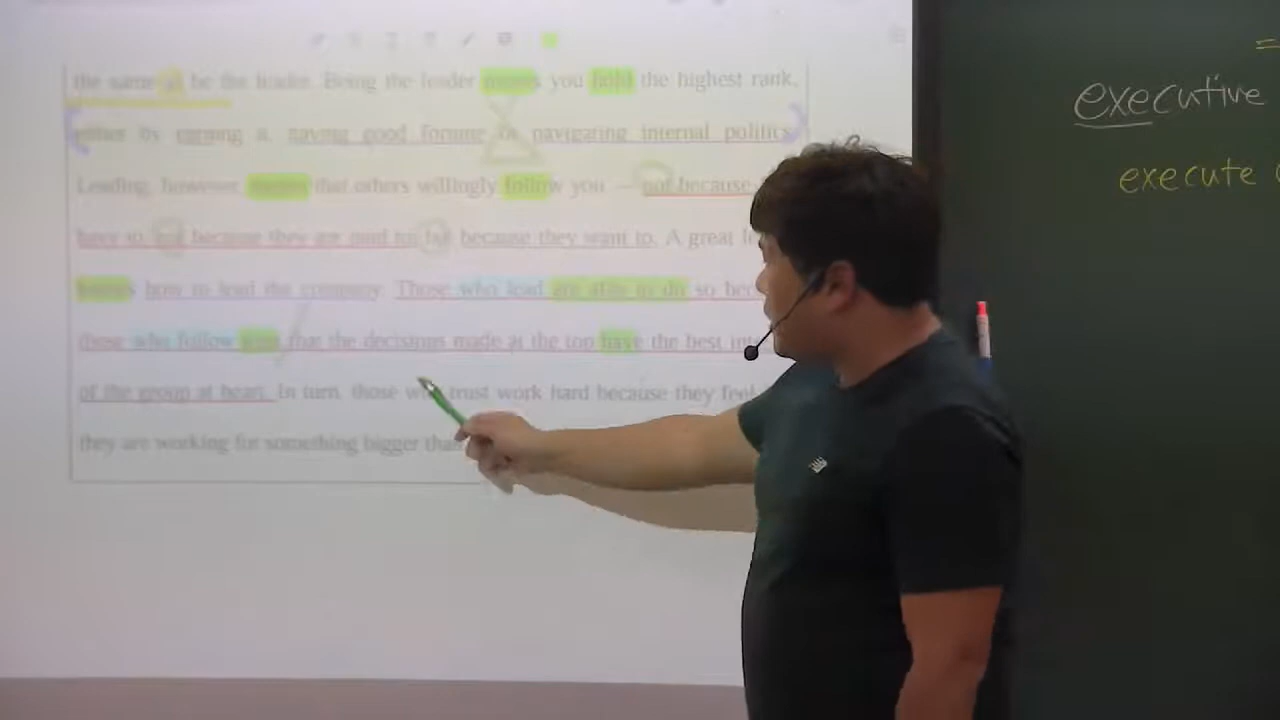 the same as be the leader. Being the leader means you hold the highest rank,
either by earning it, having good fortune or navigating internal politics.
Leading, however, means that others willingly follow you — not because
have to, not because they are paid to, but because they want to. A great
knows how to lead the company. Those who lead are able to do so
those who follow trust that the decisions made at the top have the best
of the group at heart. In turn, those who trust work hard because they feel
they are working for something bigger than
executive
execute